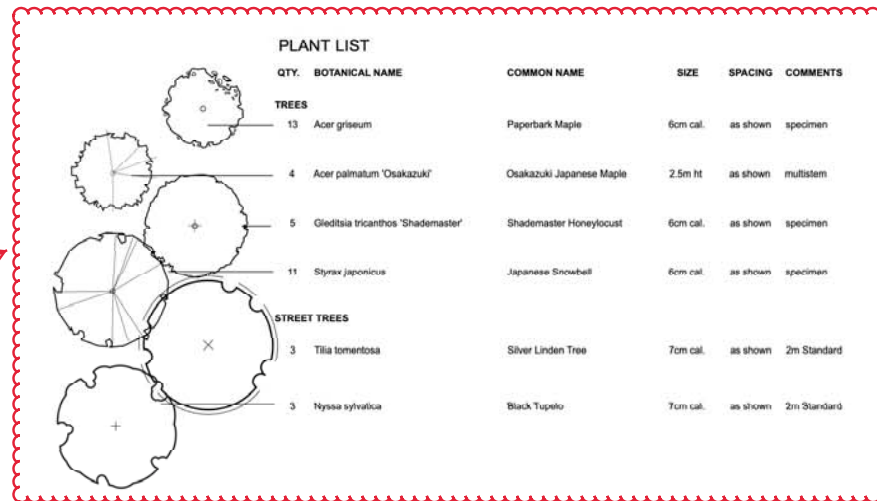 PLANT LIST
QTY. BOTANICAL NAME COMMON NAME SIZE SPACING COMMENTS
TREES
13 Acer griseum Paperbark Maple 6cm cal. as shown specimen
4 Acer palmatum 'Osakazuki' Osakazuki Japanese Maple 2.5m ht as shown multistem
5 Gleditsia tricanthos 'Shademaster' Shademaster Honeylocust 6cm cal. as shown specimen
11 Styrax japonicus Japanese Snowbell 6cm cal. as shown specimen
STREET TREES
3 Tilia tomentosa Silver Linden Tree 7cm cal. as shown 2m Standard
3 Nyssa sylvatica Black Tupelo 7cm cal. as shown 2m Standard